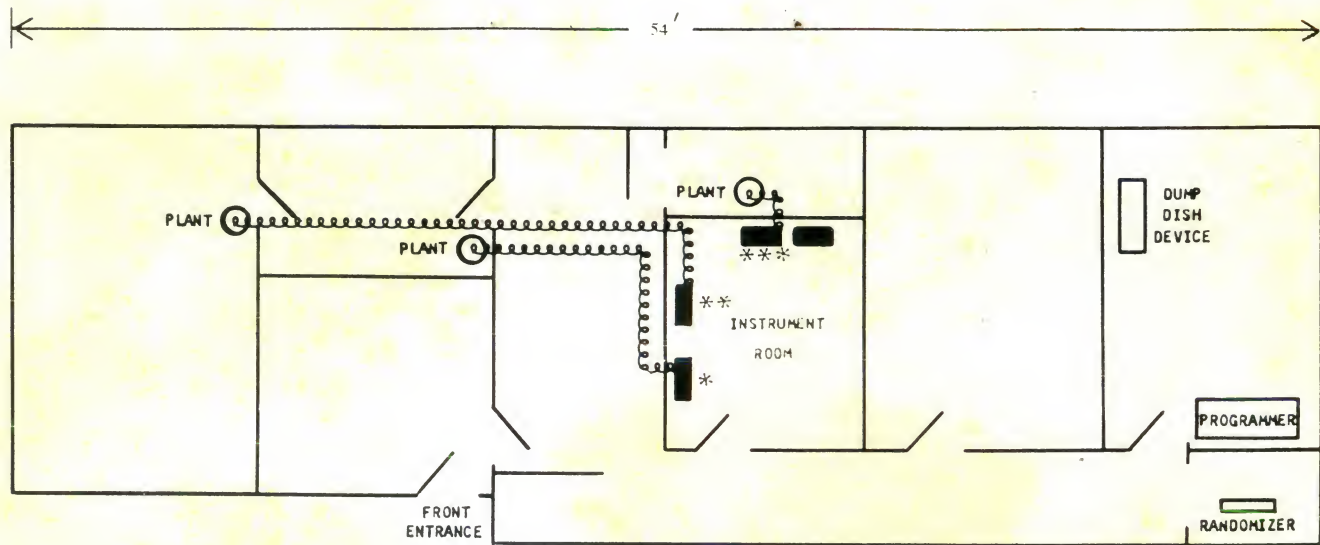 54'
PLANT
DUMP
DISH
DEVICE
PLANT
PLANT
***
**
INSTRUMENT
ROOM
*
PROGRAMMER
FRONT
ENTRANCE
RANDOMIZER